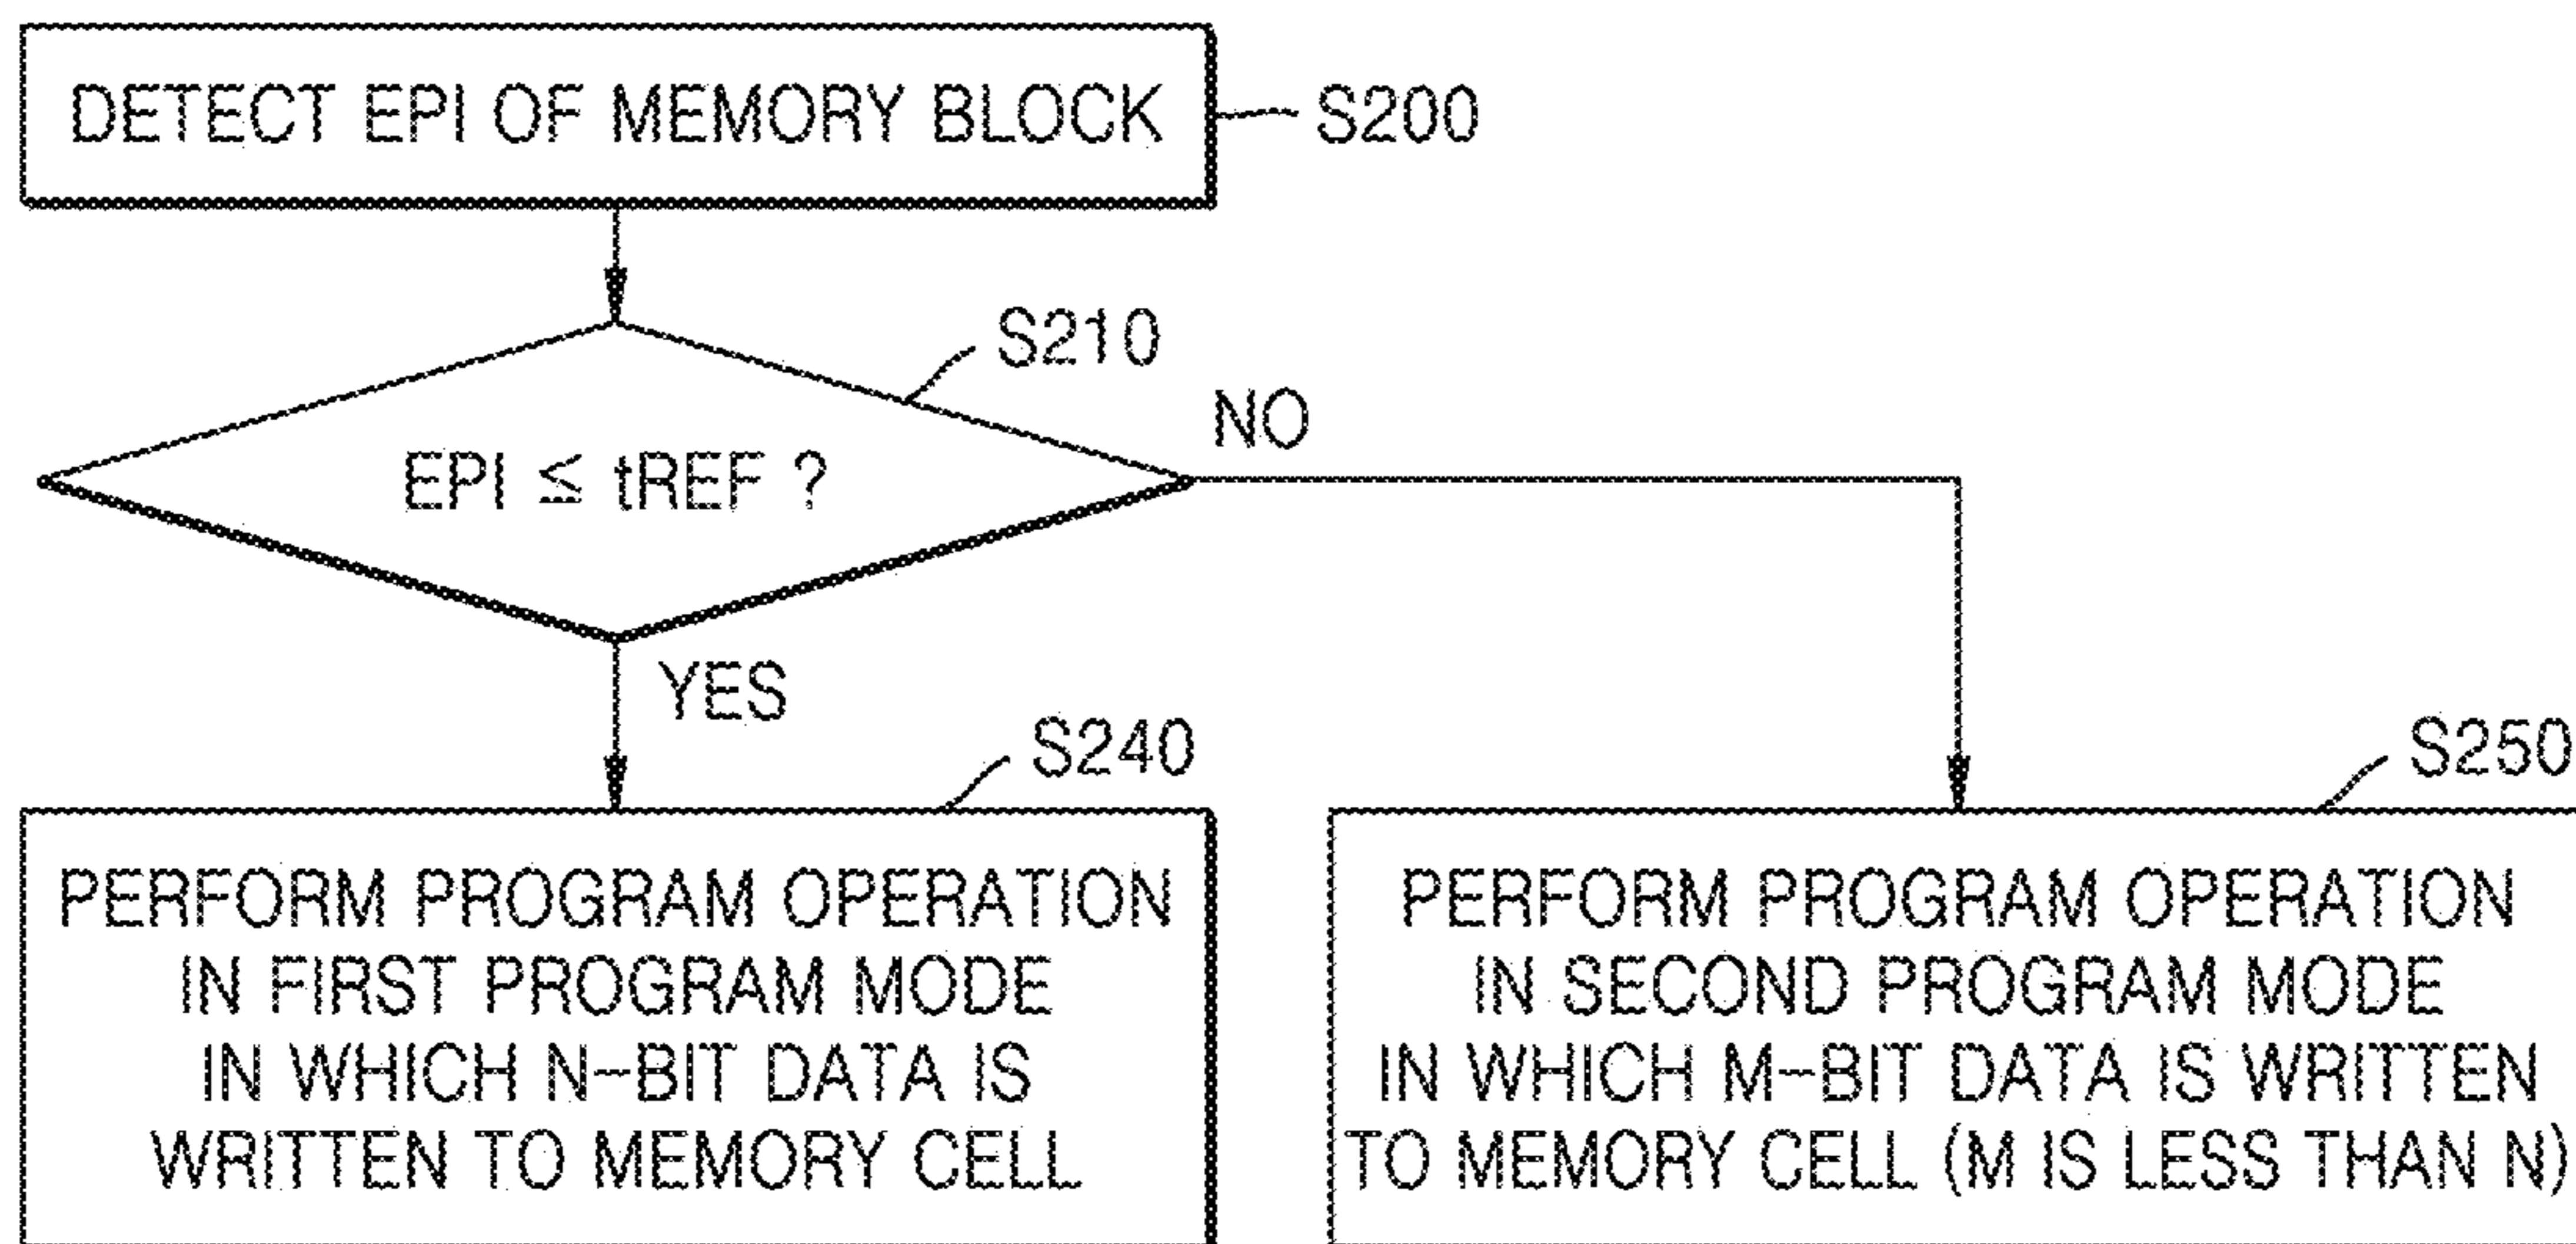 DETECT EPI OF MEMORY BLOCK
S200
S210
EPI ≤ tREF ?
NO
YES
S240
PERFORM PROGRAM OPERATION
IN FIRST PROGRAM MODE
IN WHICH N-BIT DATA IS
WRITTEN TO MEMORY CELL
S250
PERFORM PROGRAM OPERATION
IN SECOND PROGRAM MODE
IN WHICH M-BIT DATA IS WRITTEN
TO MEMORY CELL (M IS LESS THAN N)